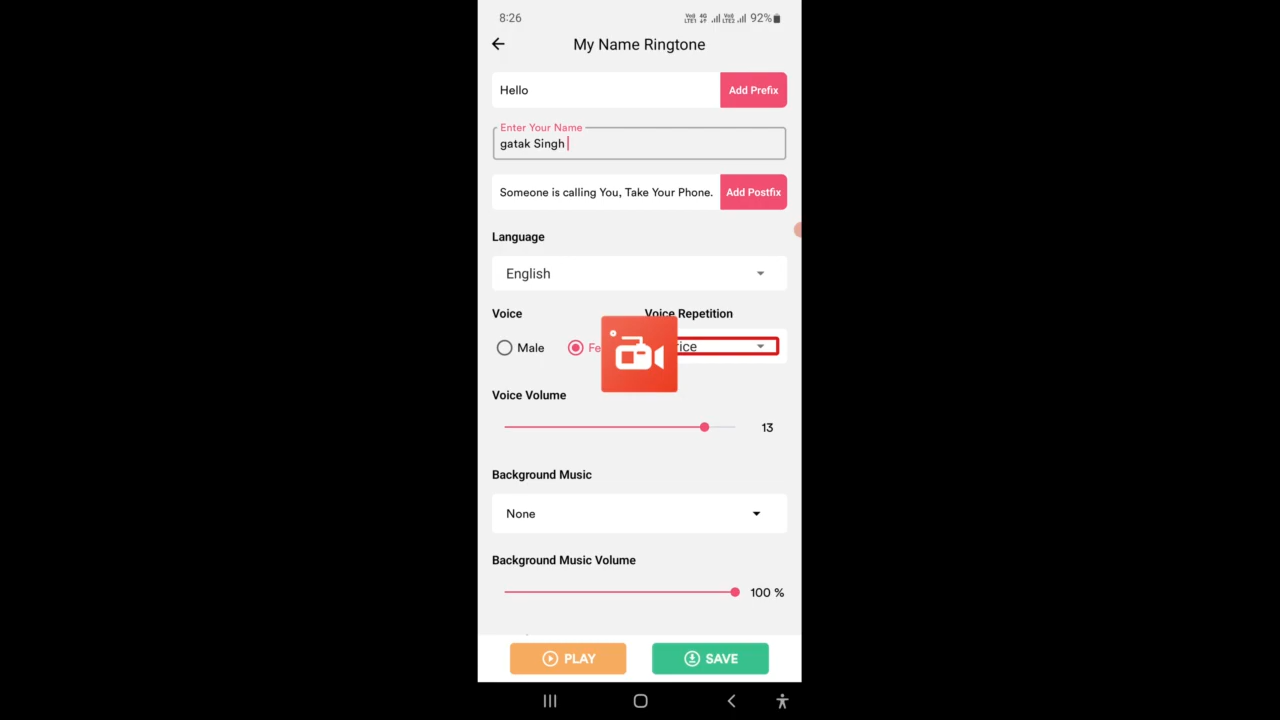 8:26
92%
My Name Ringtone
Hello
Add Prefix
Enter Your Name
gatak Singh
Someone is calling You, Take Your Phone.
Add Postfix
Language
English
Voice
Voice Repetition
Male
Voice Volume
13
Background Music
None
Background Music Volume
100 %
PLAY
SAVE